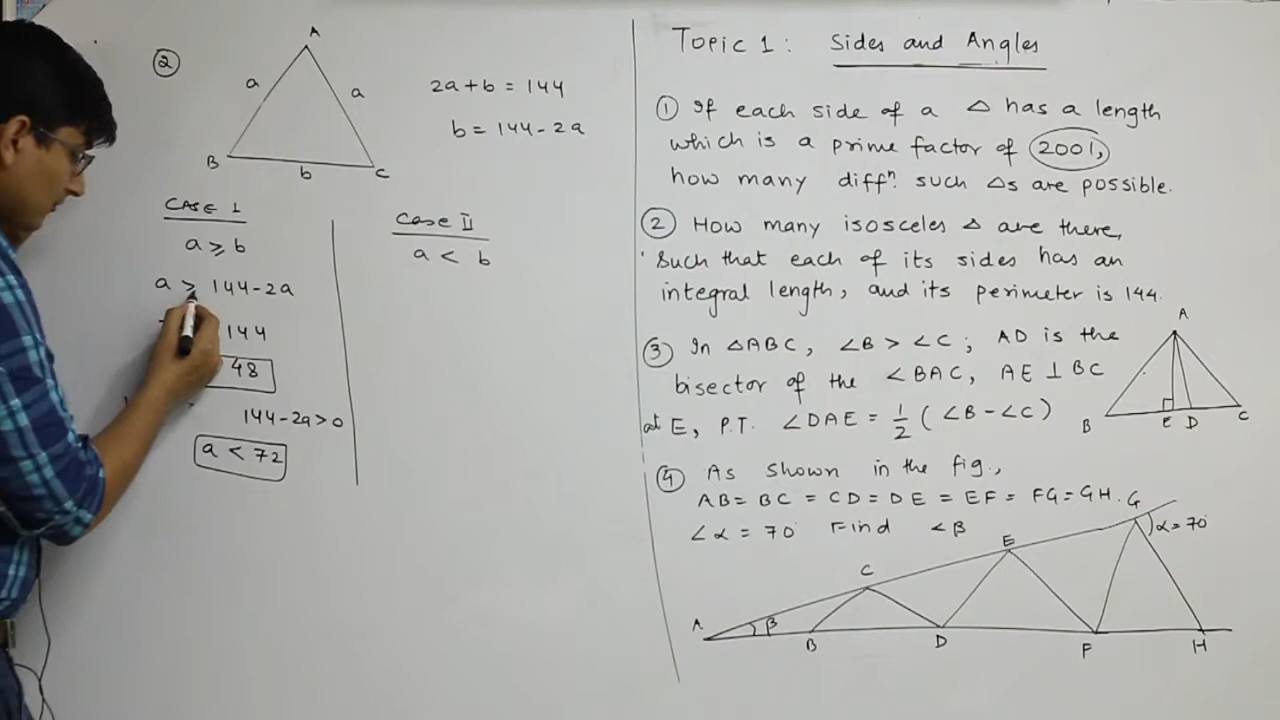 ②
A
a
a
B
b
C
2a + b = 144
b = 144 - 2a
CASE I
a ≥ b
a ≥ 144 - 2a
144
48
144 - 2a > 0
a < 72
Case II
a < b
Topic 1 : Sides and Angles
① If each side of a △ has a length
which is a prime factor of 2001,
how many diffⁿ. such △s are possible.
② How many isosceles △ are there,
Such that each of its sides has an
integral length, and its perimeter is 144.
③ In △ABC, ∠B > ∠C ; AD is the
bisector of the ∠BAC, AE ⊥ BC
at E, P.T. ∠DAE = 1/2 ( ∠B - ∠C )
A
B
E
D
C
④ As shown in the fig.,
AB = BC = CD = DE = EF = FG = GH.
∠α = 70 Find ∠β
G
α = 70
E
C
A
β
B
D
F
H